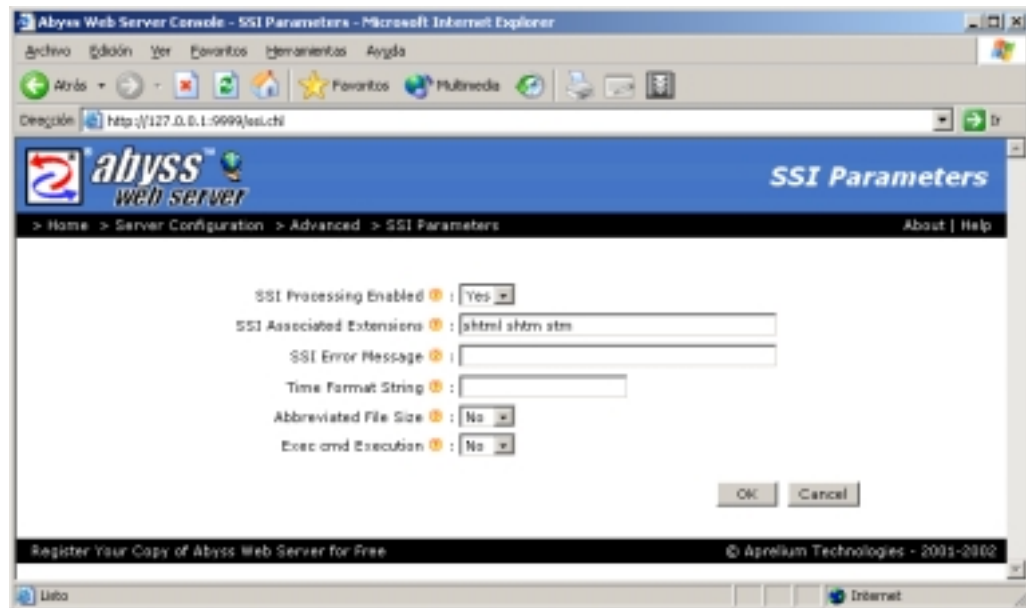 Abyss Web Server Console - SSI Parameters - Microsoft Internet Explorer
Archivo Edición Ver Favoritos Herramientas Ayuda
Atrás Favoritos Multimedia
Dirección http://127.0.0.1:9999/ssi.chl Ir
abyss™ web server
SSI Parameters
> Home > Server Configuration > Advanced > SSI Parameters About | Help
SSI Processing Enabled ? : Yes
SSI Associated Extensions ? : shtml shtm stm
SSI Error Message ? :
Time Format String ? :
Abbreviated File Size ? : No
Exec cmd Execution ? : No
OK Cancel
Register Your Copy of Abyss Web Server for Free © Aprelium Technologies - 2001-2002
Listo Internet